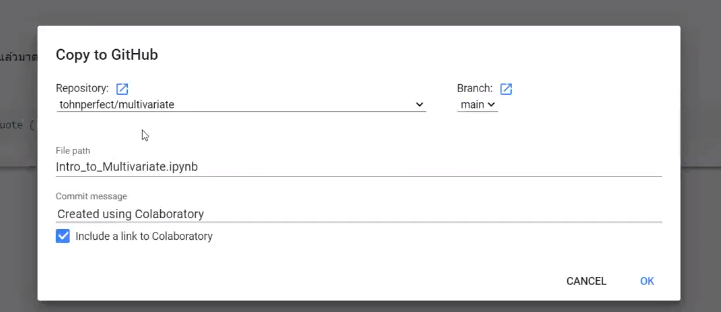 Copy to GitHub
แล้วมาต
Repository:
Branch:
tohnperfect/multivariate
main
uote (
File path
Intro_to_Multivariate.ipynb
Commit message
Created using Colaboratory
Include a link to Colaboratory
CANCEL
OK